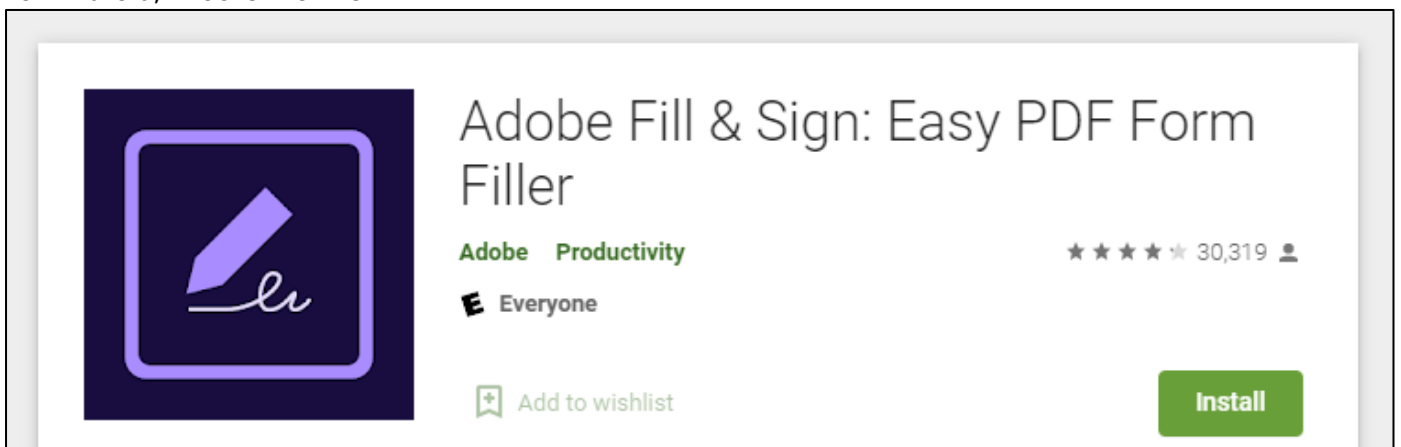 Adobe Fill & Sign: Easy PDF Form
Filler
Adobe Productivity 30,319
E Everyone
Add to wishlist
Install